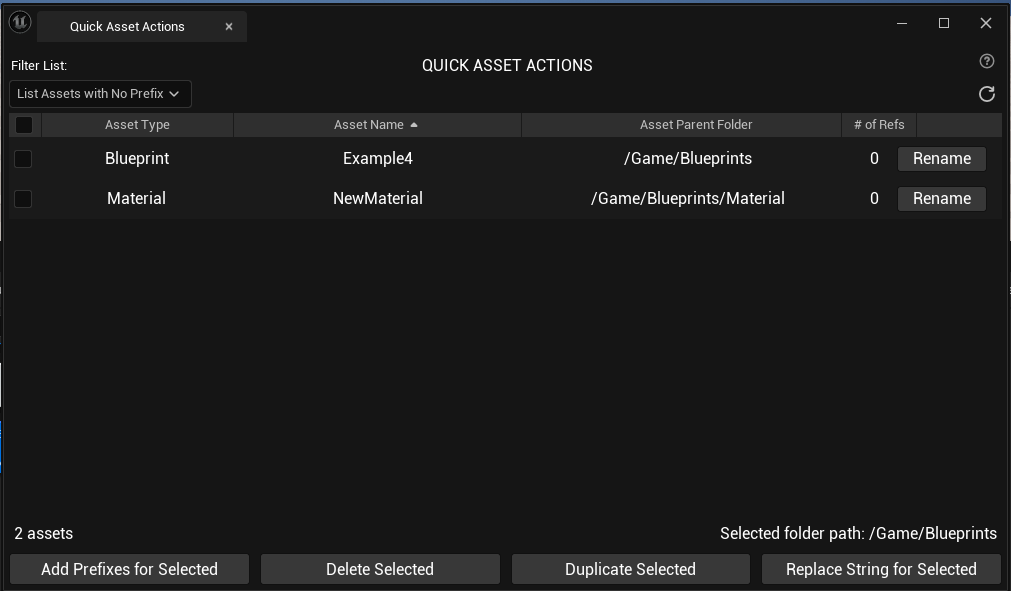 Quick Asset Actions
Filter List:
QUICK ASSET ACTIONS
List Assets with No Prefix
Asset Type Asset Name Asset Parent Folder # of Refs
Blueprint Example4 /Game/Blueprints 0 Rename
Material NewMaterial /Game/Blueprints/Material 0 Rename
2 assets Selected folder path: /Game/Blueprints
Add Prefixes for Selected Delete Selected Duplicate Selected Replace String for Selected